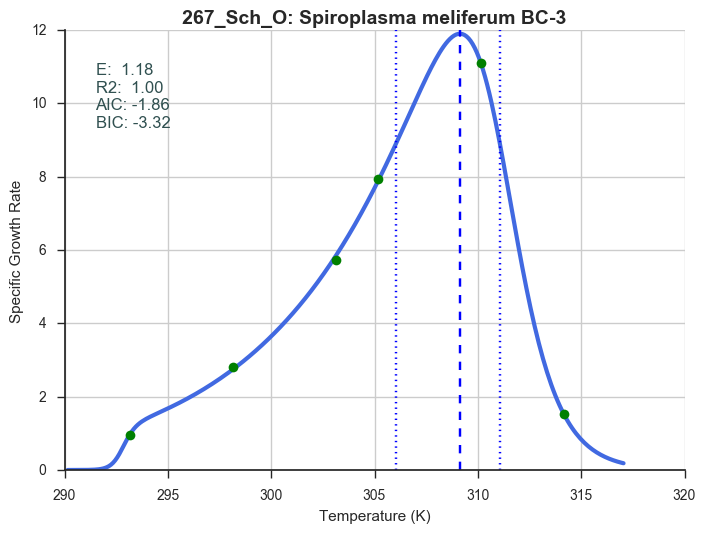 267_Sch_O: Spiroplasma meliferum BC-3
E:  1.18
R2:  1.00
AIC: -1.86
BIC: -3.32
12
10
8
6
4
2
0
Specific Growth Rate
290 295 300 305 310 315 320
Temperature (K)